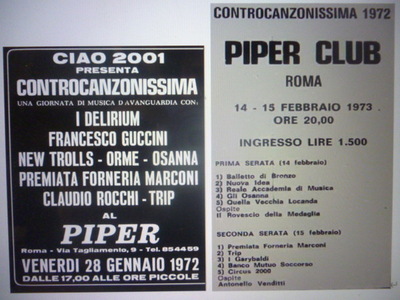 CIAO 2001
PRESENTA
CONTROCANZONISSIMA
UNA GIORNATA DI MUSICA D'AVANGUARDIA CON:
I DELIRIUM
FRANCESCO GUCCINI
NEW TROLLS - ORME - OSANNA
PREMIATA FORNERIA MARCONI
CLAUDIO ROCCHI - TRIP
AL
PIPER
Roma - Via Tagliamento, 9 - Tel. 854459
VENERDI 28 GENNAIO 1972
DALLE 17,00 ALLE ORE PICCOLE
CONTROCANZONISSIMA 1972
PIPER CLUB
ROMA
14 - 15 FEBBRAIO 1973
ORE 20,00
INGRESSO LIRE 1.500
PRIMA SERATA (14 febbraio)
1) Balletto di Bronzo
2) Nuova Idea
3) Reale Accademia di Musica
4) Gli Osanna
5) Quella Vecchia Locanda
Ospite
Il Rovescio della Medaglia
SECONDA SERATA (15 febbraio)
1) Premiata Forneria Marconi
2) Trip
3) I Garybaldi
4) Banco Mutuo Soccorso
5) Circus 2000
Ospite
Antonello Venditti